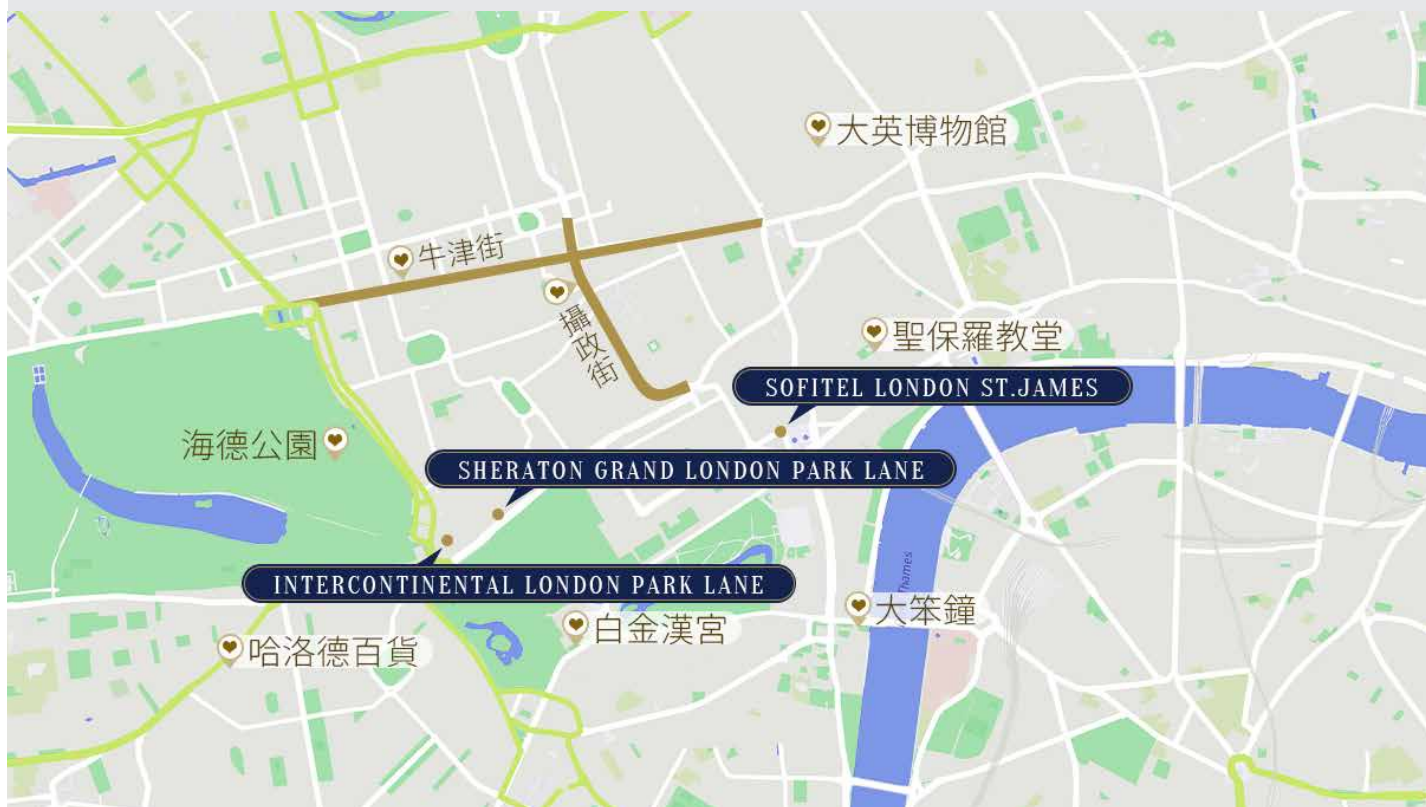 大英博物館
牛津街
攝政街
聖保羅教堂
SOFITEL LONDON ST.JAMES
海德公園
SHERATON GRAND LONDON PARK LANE
INTERCONTINENTAL LONDON PARK LANE
Thames
大笨鐘
白金漢宮
哈洛德百貨